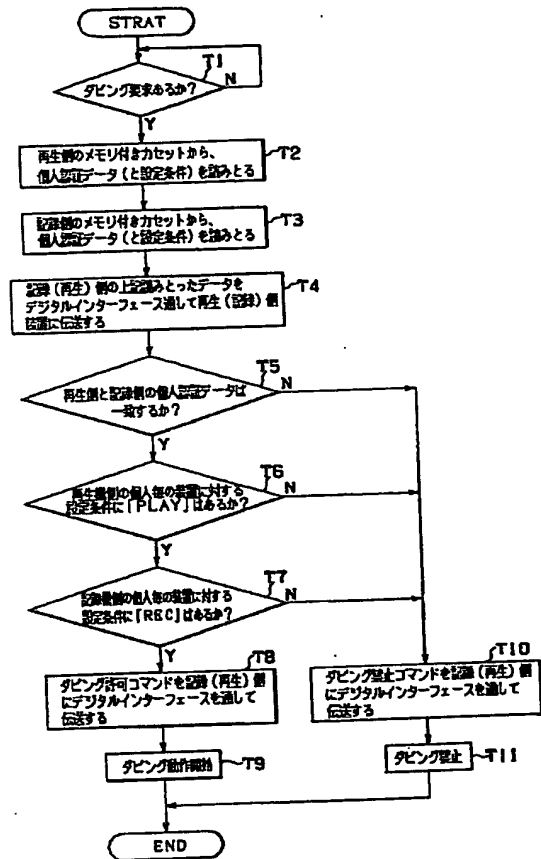 STRAT
T1
ダビング要求あるか?
N
Y
再生側のメモリ付きカセットから、
T2
個人認証データ(と設定条件)を読みとる
記録側のメモリ付きカセットから、
T3
個人認証データ(と設定条件)を読みとる
記録(再生)側の上記読みとったデータを
T4
デジタルインターフェース通して再生(記録)側
装置に伝送する
T5
N
再生側と記録側の個人認証データは
一致するか?
Y
T6
N
再生機側の個人毎の装置に対する
設定条件に「PLAY」はあるか?
Y
T7
N
記録機側の個人毎の装置に対する
設定条件に「REC」はあるか?
Y
T8
ダビング許可コマンドを記録(再生)側
にデジタルインターフェースを通して
伝送する
T10
ダビング禁止コマンドを記録(再生)側
にデジタルインターフェースを通して
伝送する
ダビング動作開始
T9
ダビング禁止
T11
END